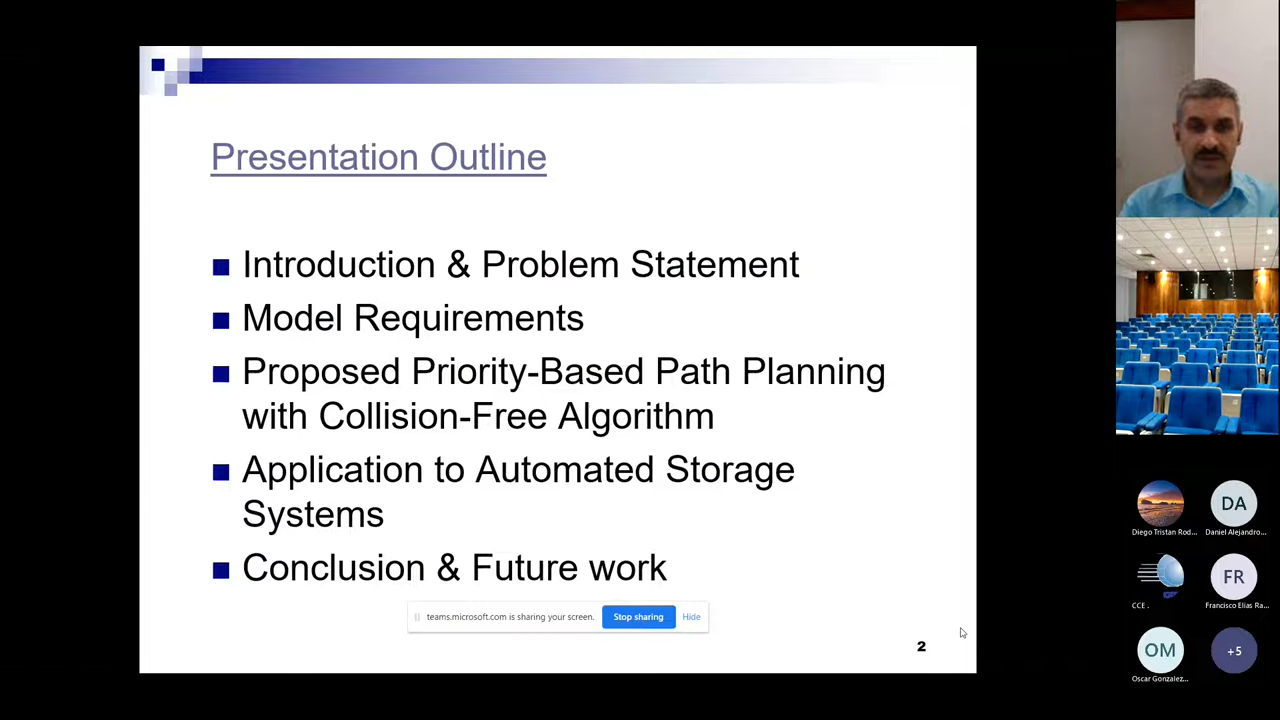 Presentation Outline
Introduction & Problem Statement
Model Requirements
Proposed Priority-Based Path Planning
with Collision-Free Algorithm
Application to Automated Storage
Systems
Conclusion & Future work
teams.microsoft.com is sharing your screen. Stop sharing Hide
2
DA
Diego Tristan Rod... Daniel Alejandro...
FR
CCE . Francisco Elias Ra...
OM +5
Oscar Gonzalez...